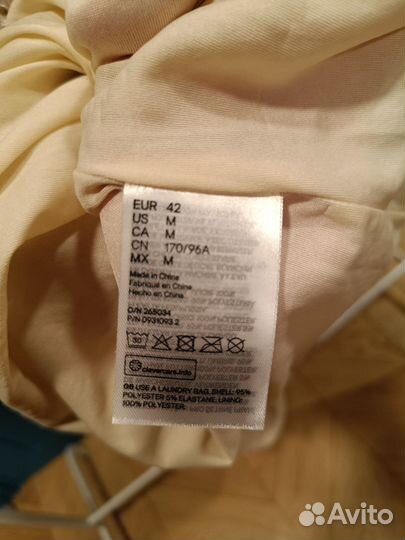 EUR 42
US M
CA M
CN 170/96A
MX M
Made in China
Fabriqué en Chine
Hecho en China
O/N 265034
P/N D931093.2
30
clevercare.info
GB USE A LAUNDRY BAG, SHELL: 95%
POLYESTER 5% ELASTANE, LINING:
100% POLYESTER.
Avito